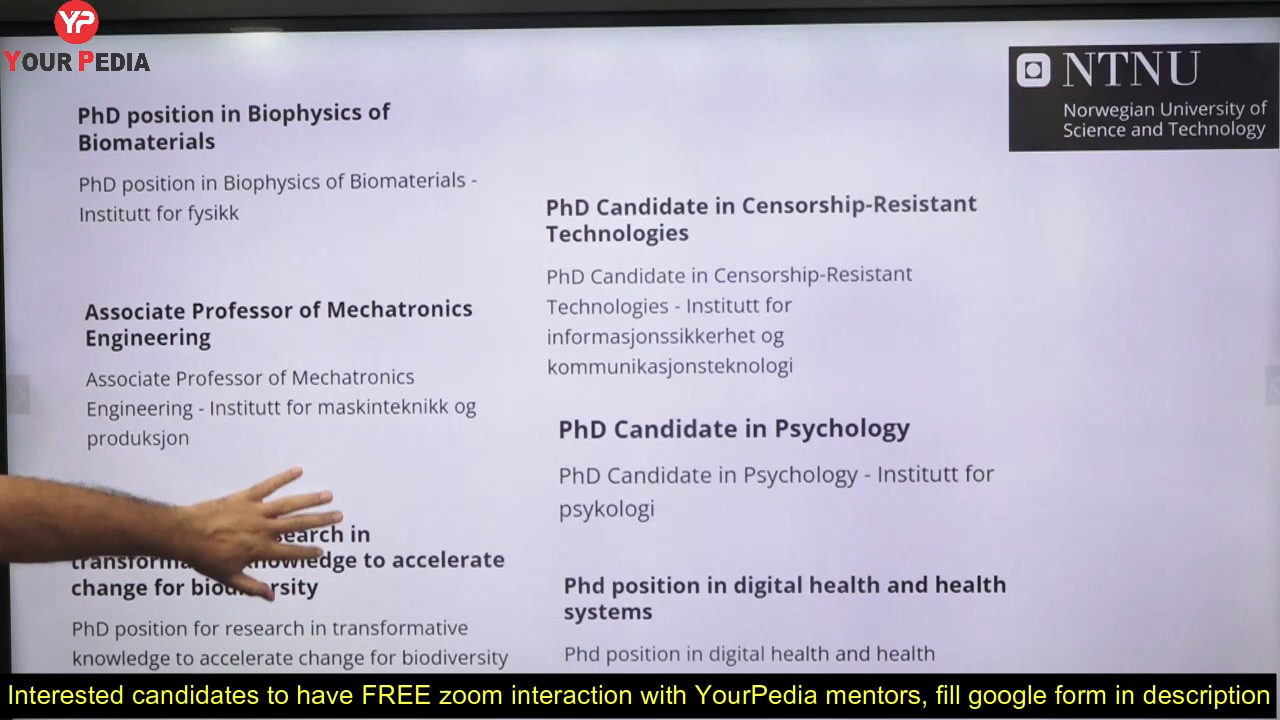 YP
YOUR PEDIA
NTNU
Norwegian University of
Science and Technology
PhD position in Biophysics of
Biomaterials
PhD position in Biophysics of Biomaterials -
Institutt for fysikk
Associate Professor of Mechatronics
Engineering
Associate Professor of Mechatronics
Engineering - Institutt for maskinteknikk og
produksjon
in
to accelerate
change for
PhD position for research in transformative
knowledge to accelerate change for biodiversity
PhD Candidate in Censorship-Resistant
Technologies
PhD Candidate in Censorship-Resistant
Technologies - Institutt for
informasjonssikkerhet og
kommunikasjonsteknologi
PhD Candidate in Psychology
PhD Candidate in Psychology - Institutt for
psykologi
Phd position in digital health and health
systems
Phd position in digital health and health
Interested candidates to have FREE zoom interaction with YourPedia mentors, fill google form in description